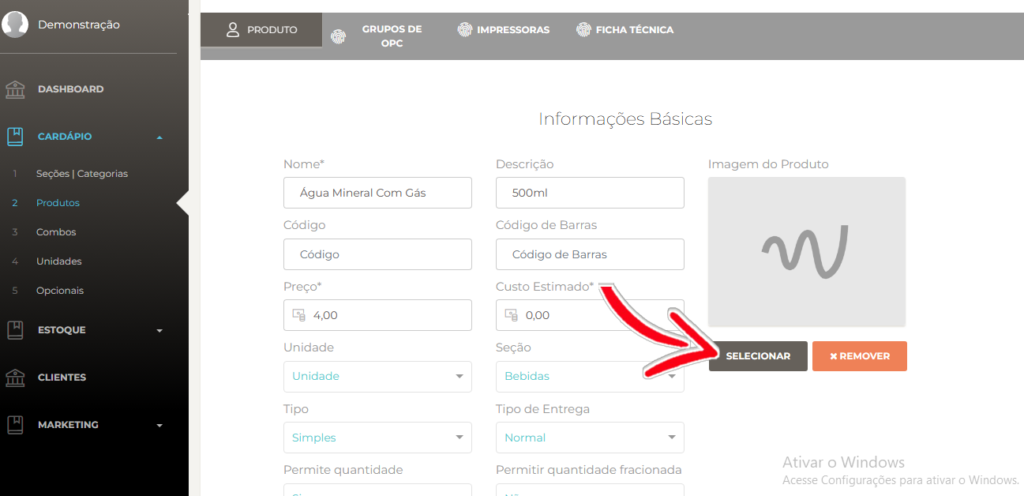 Demonstração
DASHBOARD
CARDÁPIO
1 Seções | Categorias
2 Produtos
3 Combos
4 Unidades
5 Opcionais
ESTOQUE
CLIENTES
MARKETING
PRODUTO
GRUPOS DE
OPC
IMPRESSORAS
FICHA TÉCNICA
Informações Básicas
Nome*
Descrição
Imagem do Produto
Água Mineral Com Gás
500ml
Código
Código de Barras
Código
Código de Barras
Preço*
Custo Estimado*
4,00
0,00
Unidade
Seção
SELECIONAR
✖ REMOVER
Unidade
Bebidas
Tipo
Tipo de Entrega
Simples
Normal
Permite quantidade
Permitir quantidade fracionada
Ativar o Windows
Acesse Configurações para ativar o Windows.